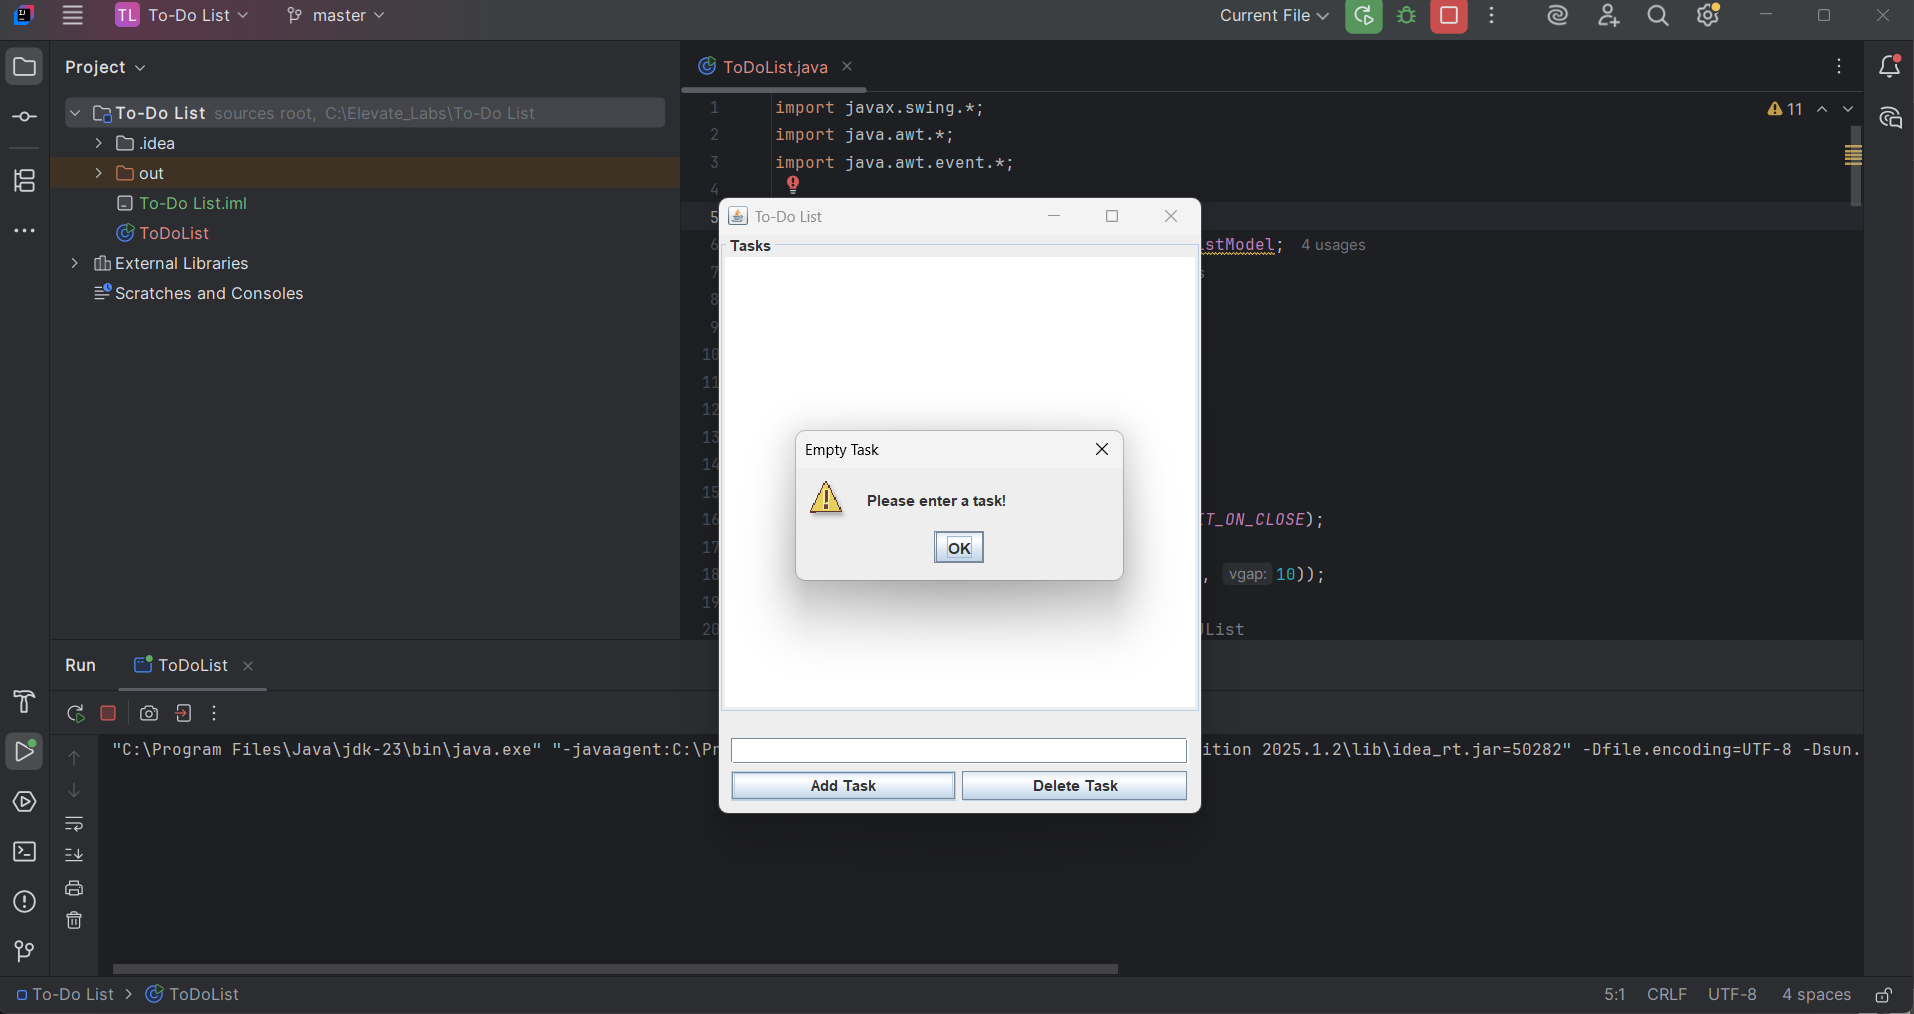 TL To-Do List master Current File
Project
To-Do List sources root, C:\Elevate_Labs\To-Do List
.idea
out
To-Do List.iml
ToDoList
External Libraries
Scratches and Consoles
ToDoList.java
1 import javax.swing.*;
2 import java.awt.*;
3 import java.awt.event.*;
4
5
6 stModel; 4 usages
7
8
9
10
11
12
13
14
15
16 IT_ON_CLOSE);
17
18 , vgap: 10));
19
20 JList
11
To-Do List
Tasks
Empty Task
Please enter a task!
OK
Add Task Delete Task
Run ToDoList
"C:\Program Files\Java\jdk-23\bin\java.exe" "-javaagent:C:\Pr ition 2025.1.2\lib\idea_rt.jar=50282" -Dfile.encoding=UTF-8 -Dsun.
To-Do List > ToDoList 5:1 CRLF UTF-8 4 spaces